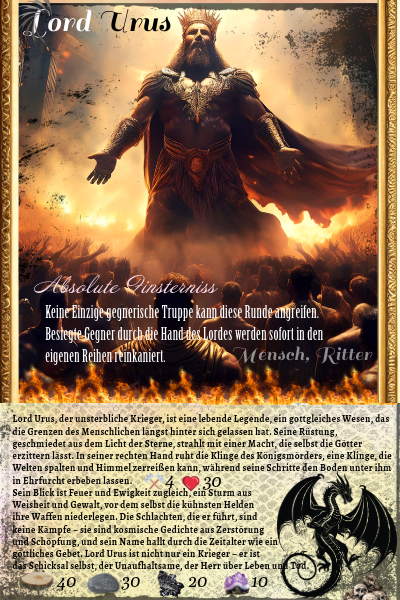 Lord Urus
Absolute Finsterniss
Keine Einzige gegnerische Truppe kann diese Runde angreifen.
Besiegte Gegner durch die Hand des Lordes werden sofort in den
eigenen Reihen reinkaniert.
Mensch, Ritter
Lord Urus, der unsterbliche Krieger, ist eine lebende Legende, ein gottgleiches Wesen, das
die Grenzen des Menschlichen längst hinter sich gelassen hat. Seine Rüstung,
geschmiedet aus dem Licht der Sterne, strahlt mit einer Macht, die selbst die Götter
erzittern lässt. In seiner rechten Hand ruht die Klinge des Königsmörders, eine Klinge, die
Welten spalten und Himmel zerreißen kann, während seine Schritte den Boden unter ihm
in Ehrfurcht erbeben lassen.
4 30
Sein Blick ist Feuer und Ewigkeit zugleich, ein Sturm aus
Weisheit und Gewalt, vor dem selbst die kühnsten Helden
ihre Waffen niederlegen. Die Schlachten, die er führt, sind
keine Kämpfe – sie sind kosmische Gedichte aus Zerstörung
und Schöpfung, und sein Name hallt durch die Zeitalter wie ein
göttliches Gebet. Lord Urus ist nicht nur ein Krieger – er ist
das Schicksal selbst, der Unaufhaltsame, der Herr über Leben und Tod.
40 30 20 10